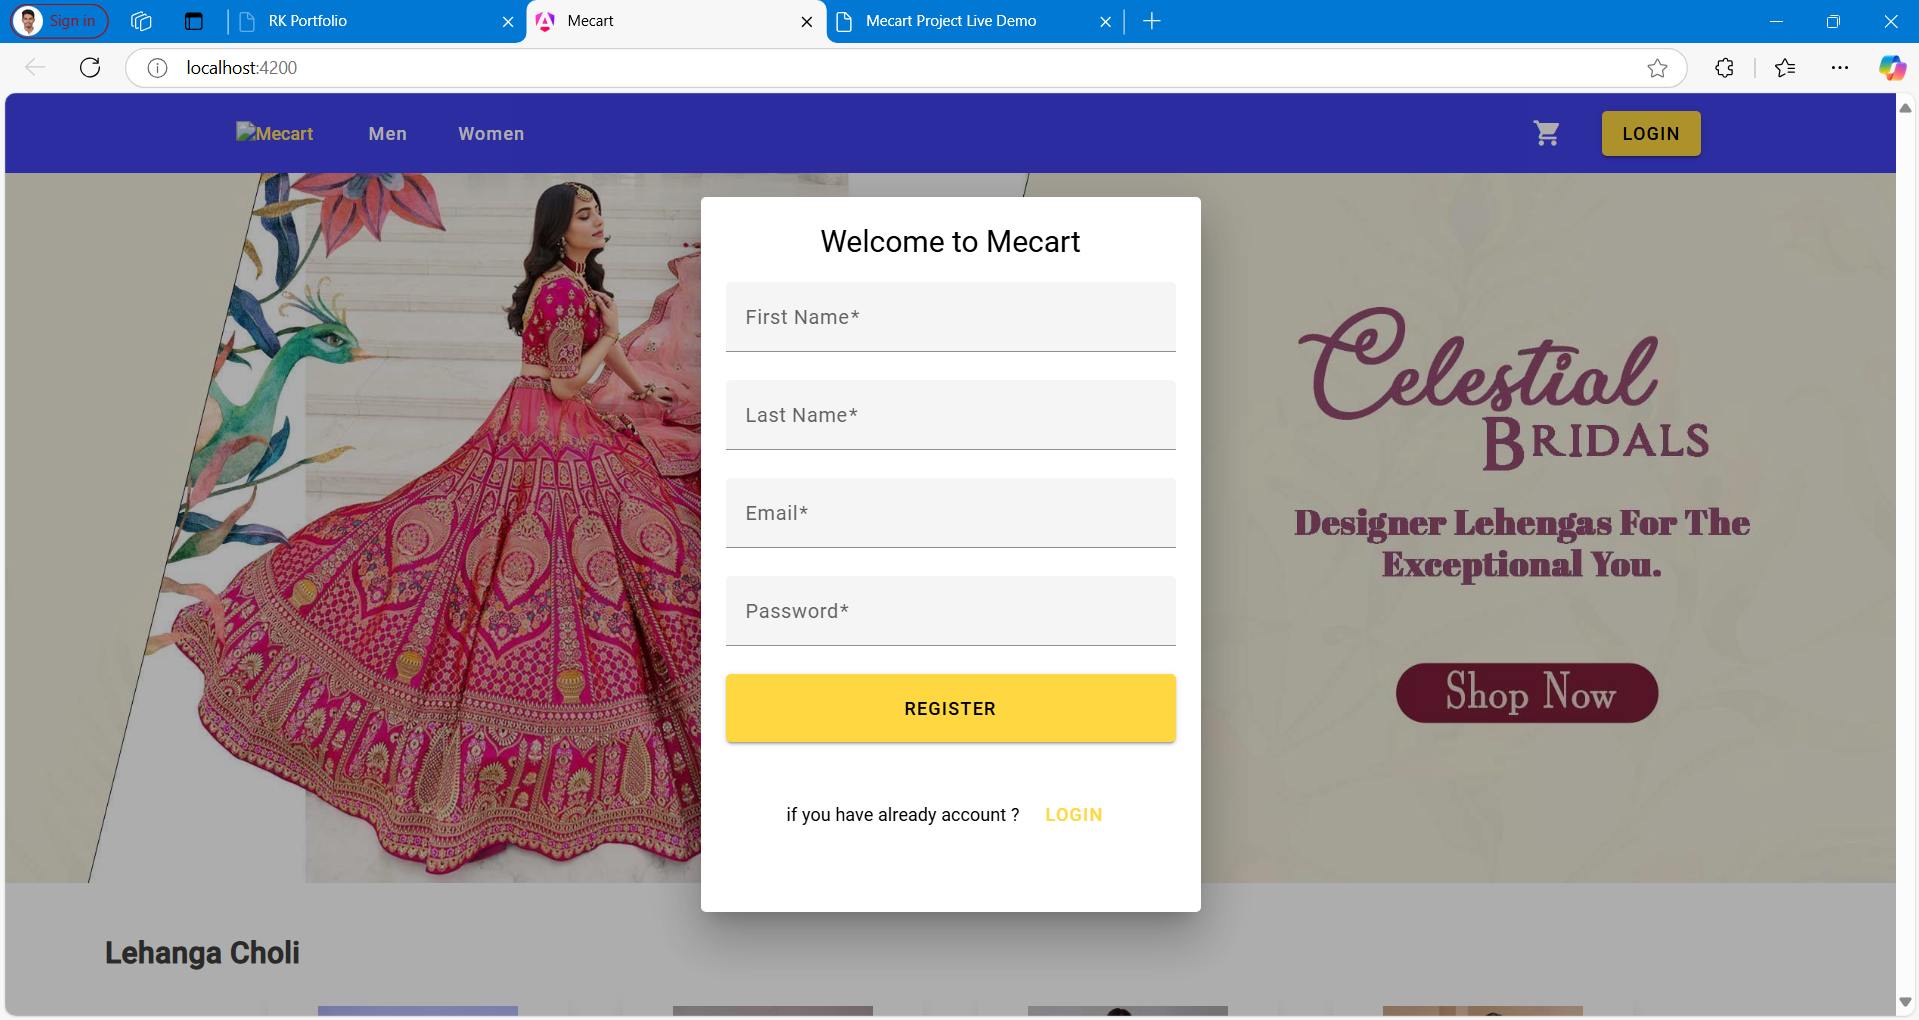 Sign in
RK Portfolio
Mecart
Mecart Project Live Demo
localhost:4200
Mecart
Men
Women
LOGIN
Welcome to Mecart
First Name*
Last Name*
Email*
Password*
REGISTER
if you have already account ? LOGIN
Celestial
BRIDALS
Designer Lehengas For The
Exceptional You.
Shop Now
Lehanga Choli